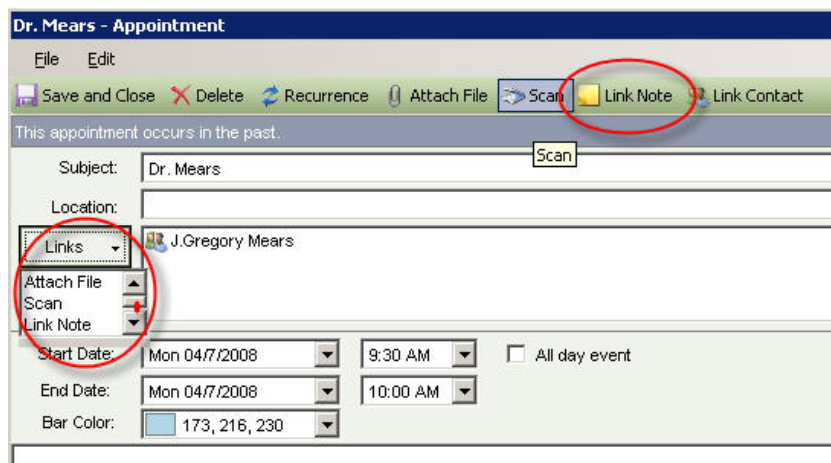 Dr. Mears - Appointment
File Edit
Save and Close Delete Recurrence Attach File Scan Link Note Link Contact
This appointment occurs in the past.
Scan
Subject: Dr. Mears
Location:
Links J.Gregory Mears
Attach File
Scan
Link Note
Start Date: Mon 04/7/2008 9:30 AM All day event
End Date: Mon 04/7/2008 10:00 AM
Bar Color: 173, 216, 230